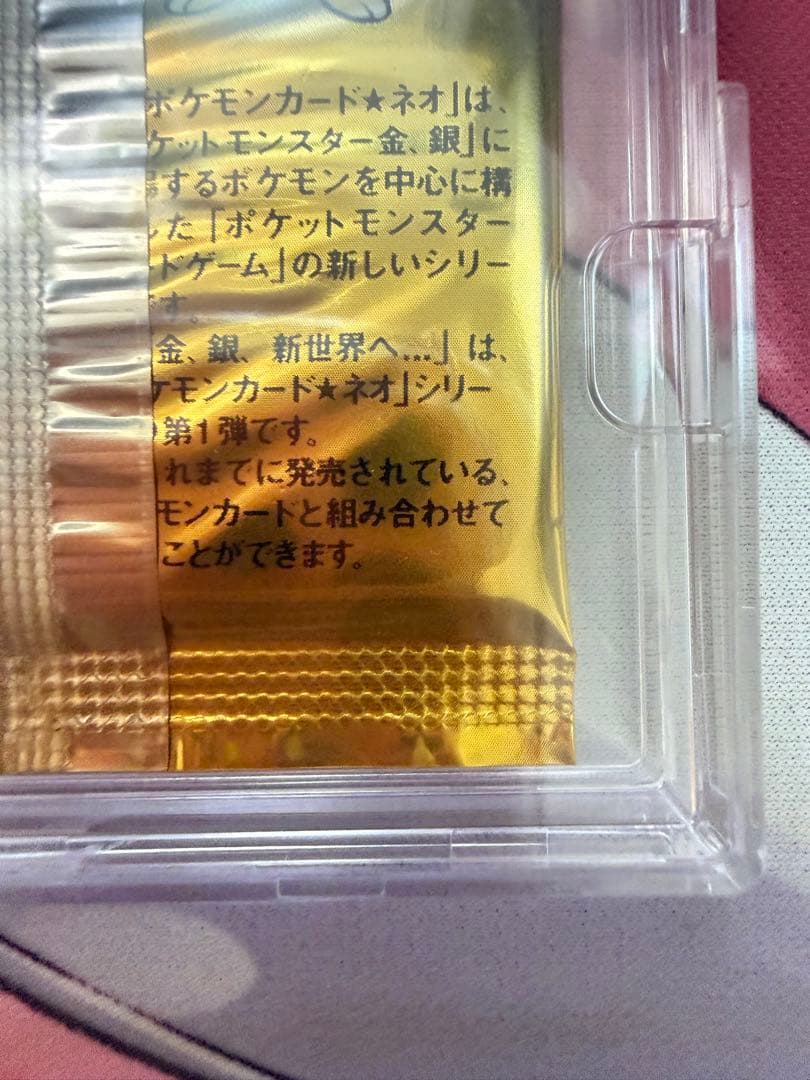 ポケモンカード★ネオ」は、
ケットモンスター金、銀」に
場するポケモンを中心に構
した「ポケットモンスター
ードゲーム」の新しいシリー
です。
金、銀、新世界へ...」は、
ケモンカード★ネオ」シリー
の第1弾です。
れまでに発売されている、
モンカードと組み合わせて
ことができます。